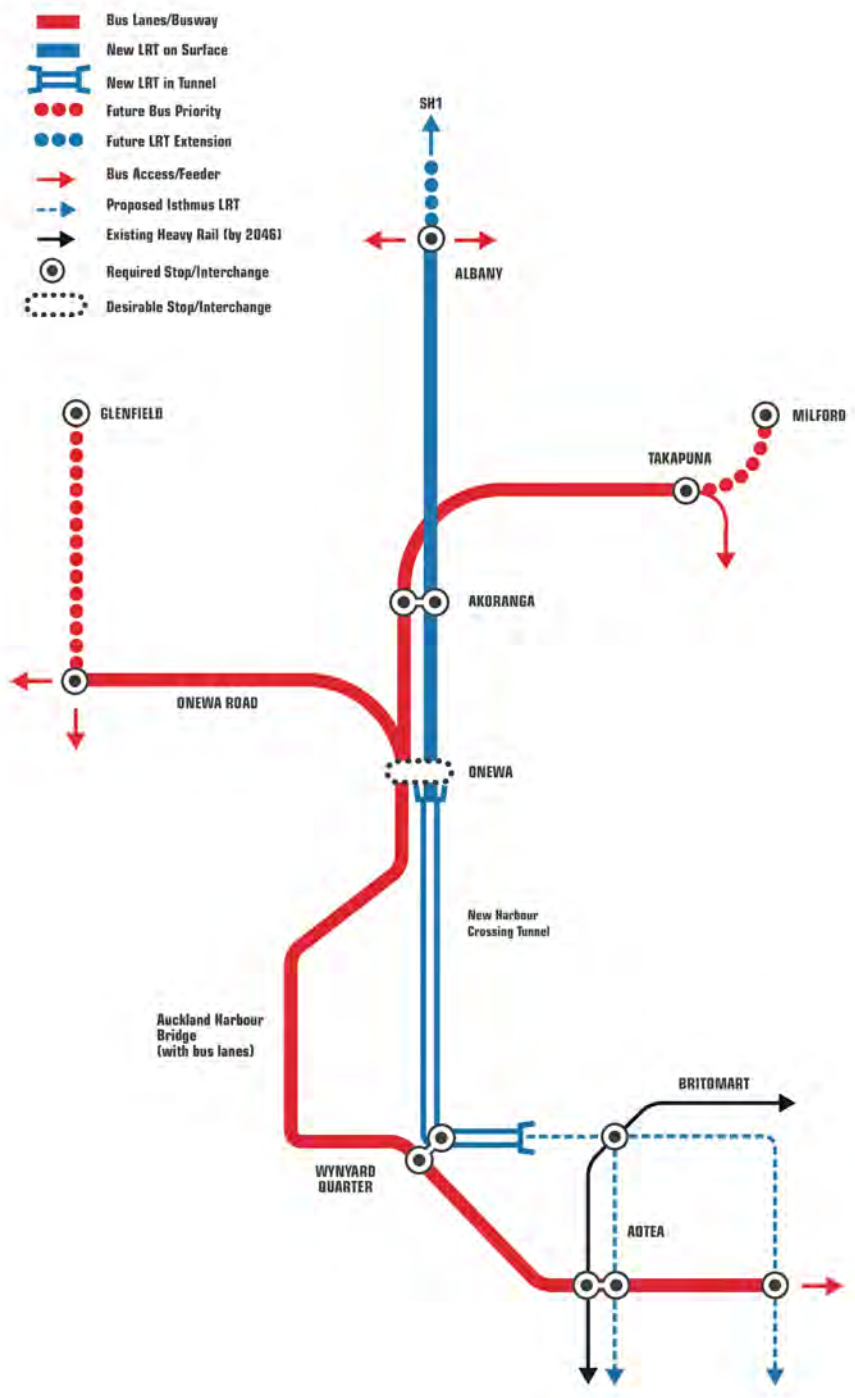 Bus Lanes/Busway
New LRT on Surface
New LRT in Tunnel
Future Bus Priority
Future LRT Extension
Bus Access/Feeder
Proposed Isthmus LRT
Existing Heavy Rail (by 2046)
Required Stop/Interchange
Desirable Stop/Interchange
SH1
ALBANY
GLENFIELD
MILFORD
TAKAPUNA
AKORANGA
ONEWA ROAD
ONEWA
New Harbour
Crossing Tunnel
Auckland Harbour
Bridge
(with bus lanes)
BRITOMART
WYNYARD
QUARTER
AOTEA